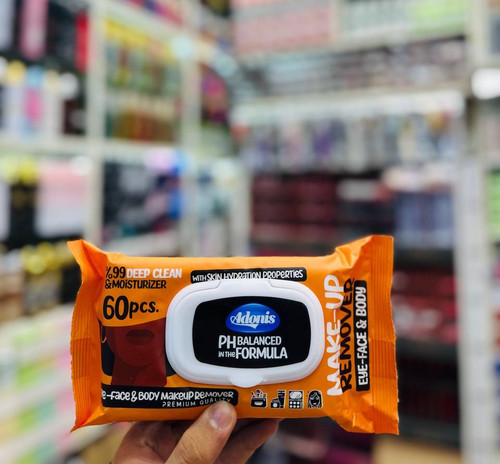 %99 DEEP CLEAN
& MOISTURIZER
60PCS.
WITH SKIN HYDRATION PROPERTIES
Adonis
PH BALANCED
IN THE FORMULA
MAKE-UP
REMOVER
EYE-FACE & BODY
E-FACE & BODY MAKEUP REMOVER
PREMIUM QUALITY